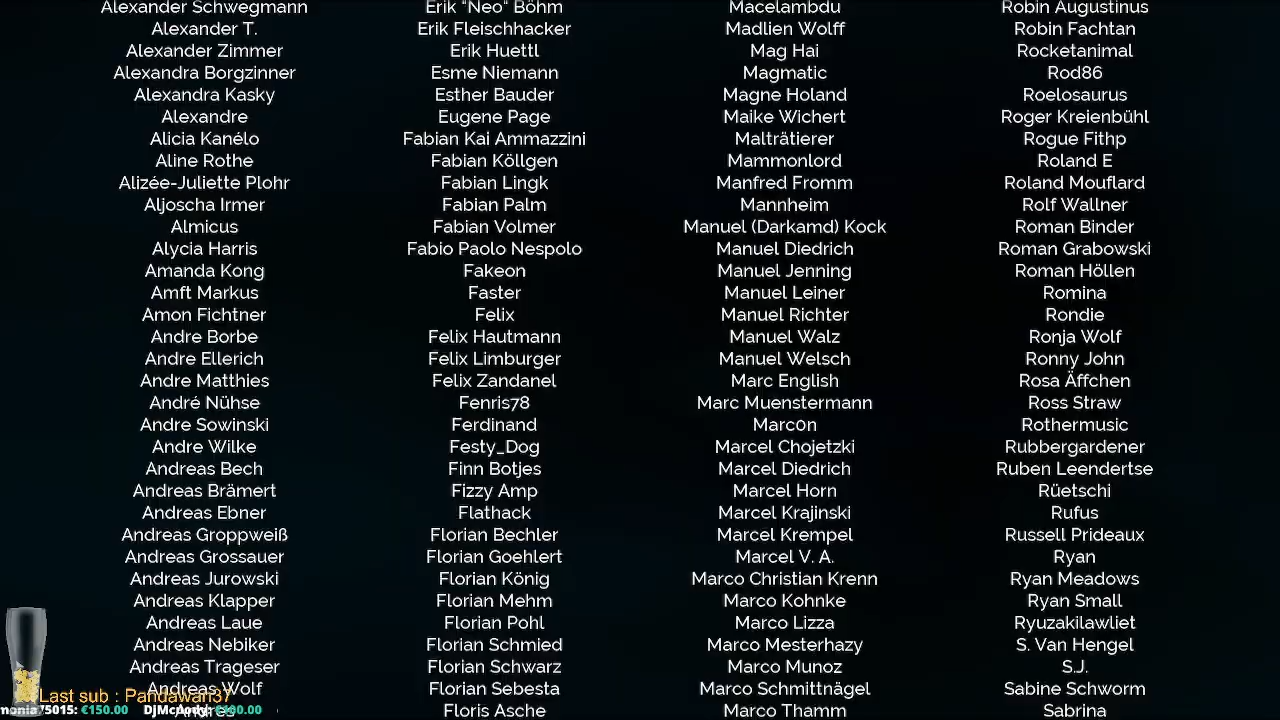 Alexander Schwegmann
Alexander T.
Alexander Zimmer
Alexandra Borgzinner
Alexandra Kasky
Alexandre
Alicia Kanélo
Aline Rothe
Alizée-Juliette Plohr
Aljoscha Irmer
Almicus
Alycia Harris
Amanda Kong
Amft Markus
Amon Fichtner
Andre Borbe
Andre Ellerich
Andre Matthies
André Nühse
Andre Sowinski
Andre Wilke
Andreas Bech
Andreas Brämert
Andreas Ebner
Andreas Groppweiß
Andreas Grossauer
Andreas Jurowski
Andreas Klapper
Andreas Laue
Andreas Nebiker
Andreas Trageser
Andreas Wolf
Andres
Erik "Neo" Böhm
Erik Fleischhacker
Erik Huettl
Esme Niemann
Esther Bauder
Eugene Page
Fabian Kai Ammazzini
Fabian Köllgen
Fabian Lingk
Fabian Palm
Fabian Volmer
Fabio Paolo Nespolo
Fakeon
Faster
Felix
Felix Hautmann
Felix Limburger
Felix Zandanel
Fenris78
Ferdinand
Festy_Dog
Finn Botjes
Fizzy Amp
Flathack
Florian Bechler
Florian Goehlert
Florian König
Florian Mehm
Florian Pohl
Florian Schmied
Florian Schwarz
Florian Sebesta
Floris Asche
Macelambdu
Madlien Wolff
Mag Hai
Magmatic
Magne Holand
Maike Wichert
Malträtierer
Mammonlord
Manfred Fromm
Mannheim
Manuel (Darkamd) Kock
Manuel Diedrich
Manuel Jenning
Manuel Leiner
Manuel Richter
Manuel Walz
Manuel Welsch
Marc English
Marc Muenstermann
Marc0n
Marcel Chojetzki
Marcel Diedrich
Marcel Horn
Marcel Krajinski
Marcel Krempel
Marcel V. A.
Marco Christian Krenn
Marco Kohnke
Marco Lizza
Marco Mesterhazy
Marco Munoz
Marco Schmittnägel
Marco Thamm
Robin Augustinus
Robin Fachtan
Rocketanimal
Rod86
Roelosaurus
Roger Kreienbühl
Rogue Fithp
Roland E
Roland Mouflard
Rolf Wallner
Roman Binder
Roman Grabowski
Roman Höllen
Romina
Rondie
Ronja Wolf
Ronny John
Rosa Äffchen
Ross Straw
Rothermusic
Rubbergardener
Ruben Leendertse
Rüetschi
Rufus
Russell Prideaux
Ryan
Ryan Meadows
Ryan Small
Ryuzakilawliet
S. Van Hengel
S.J.
Sabine Schworm
Sabrina
Last sub : Pandawan37
monia75015: €150.00